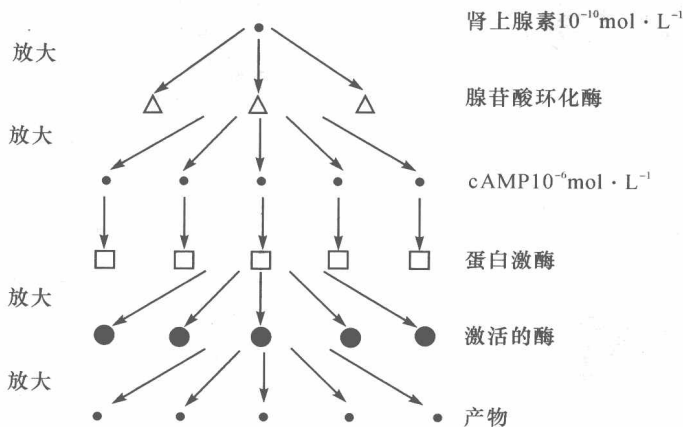 肾上腺素10⁻¹⁰mol · L⁻¹
放大
腺苷酸环化酶
放大
cAMP10⁻⁶mol · L⁻¹
蛋白激酶
放大
激活的酶
放大
产物